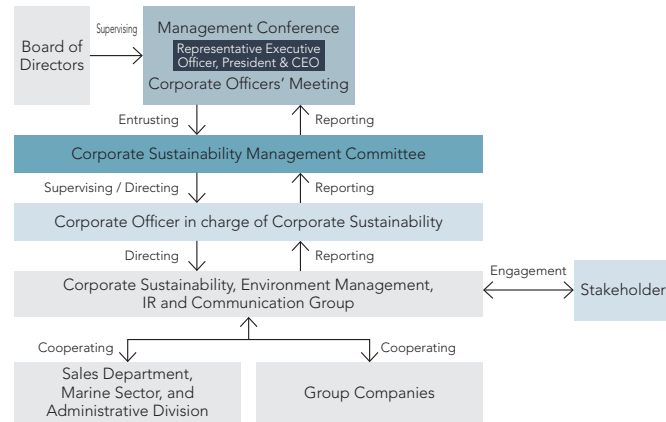 Board of
Directors
Supervising
Management Conference
Representative Executive
Officer, President & CEO
Corporate Officers' Meeting
Entrusting
Reporting
Corporate Sustainability Management Committee
Supervising / Directing
Reporting
Corporate Officer in charge of Corporate Sustainability
Directing
Reporting
Corporate Sustainability, Environment Management,
IR and Communication Group
Engagement
Stakeholder
Cooperating
Cooperating
Sales Department,
Marine Sector, and
Administrative Division
Group Companies